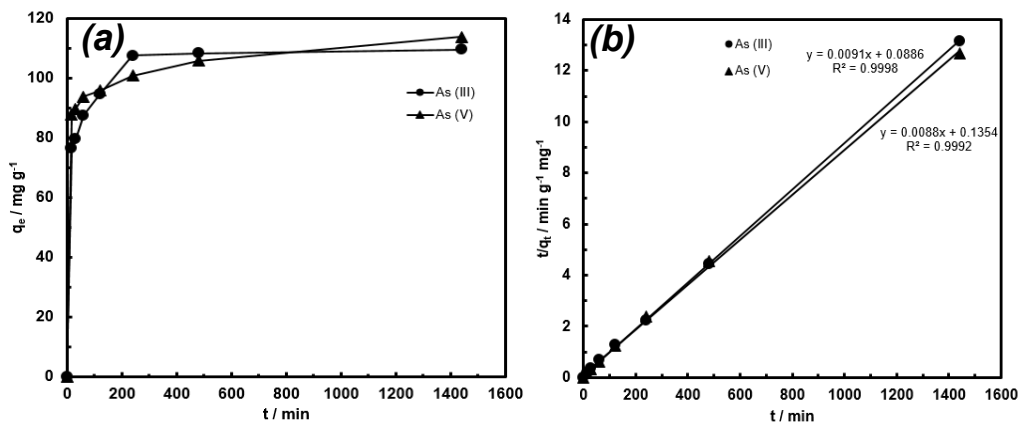 (a)
120
100
80
60
40
20
0
qₑ / mg g⁻¹
As (III)
As (V)
0 200 400 600 800 1000 1200 1400 1600
t / min
(b)
14
12
10
8
6
4
2
0
t/qₜ / min g⁻¹ mg⁻¹
As (III)
As (V)
y = 0.0091x + 0.0886
R² = 0.9998
y = 0.0088x + 0.1354
R² = 0.9992
0 200 400 600 800 1000 1200 1400 1600
t / min